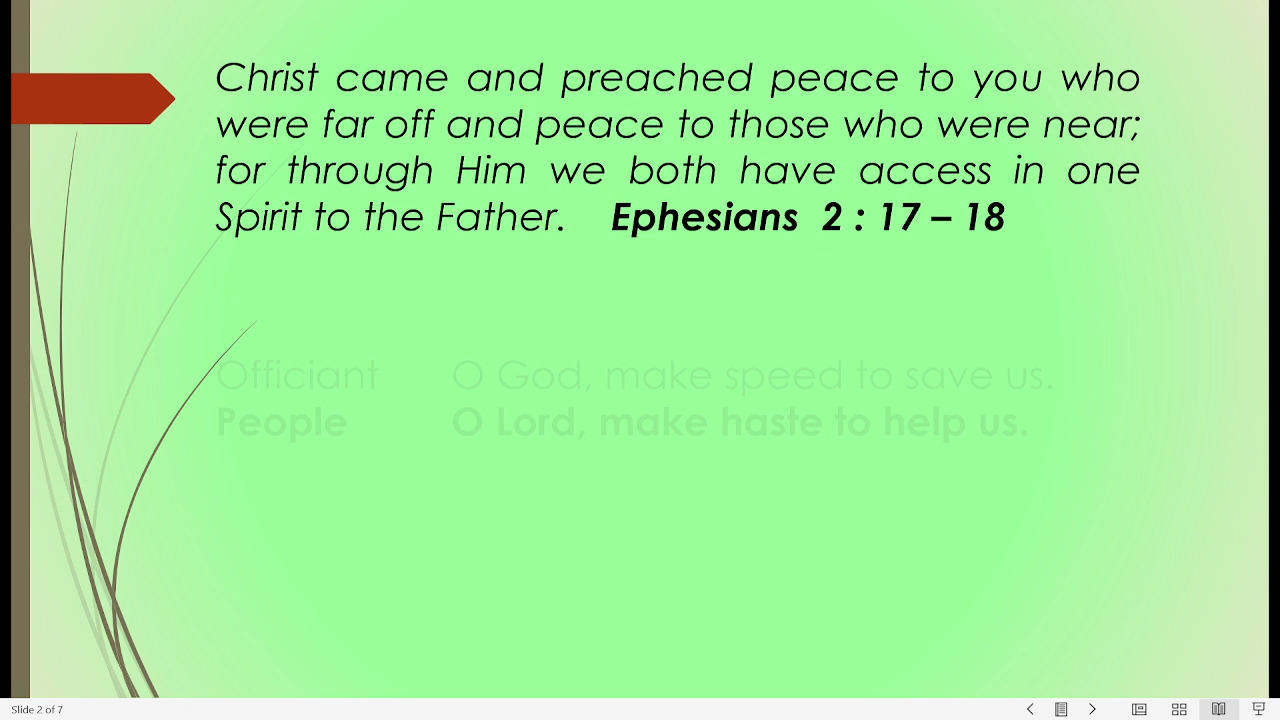 Christ came and preached peace to you who
were far off and peace to those who were near;
for through Him we both have access in one
Spirit to the Father. Ephesians 2 : 17 – 18
Officiant O God, make speed to save us.
People O Lord, make haste to help us.
Slide 2 of 7